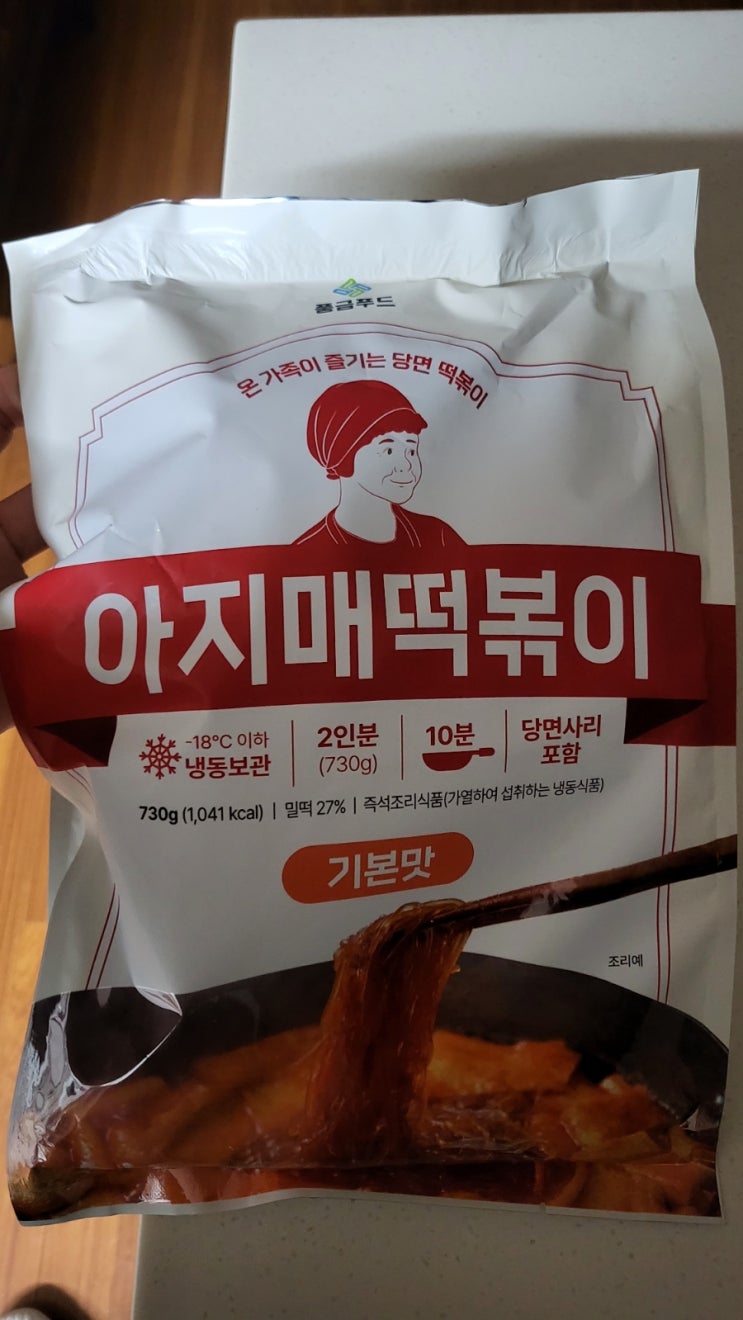 풍금푸드
온 가족이 즐기는 당면 떡볶이
아지매떡볶이
-18°C 이하
냉동보관
2인분
(730g)
10분
당면사리
포함
730g (1,041 kcal) | 밀떡 27% | 즉석조리식품(가열하여 섭취하는 냉동식품)
기본맛
조리예